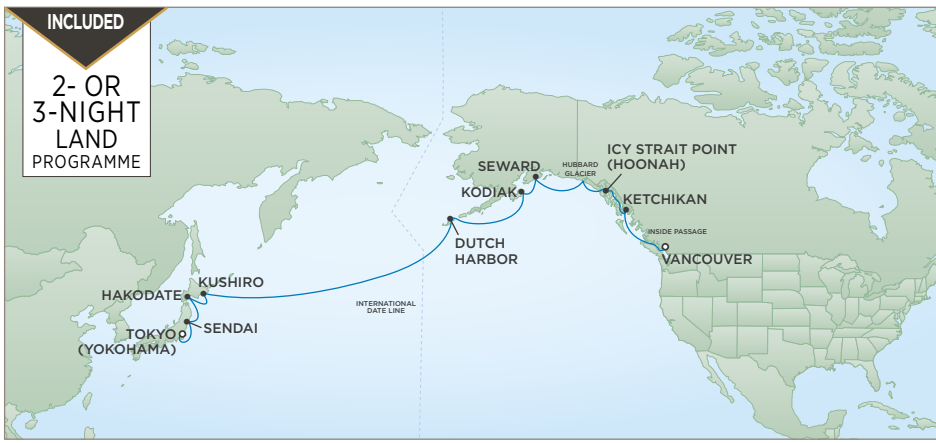 INCLUDED
2- OR
3-NIGHT
LAND
PROGRAMME
SEWARD
HUBBARD
GLACIER
ICY STRAIT POINT
(HOONAH)
KODIAK
KETCHIKAN
INSIDE PASSAGE
DUTCH
HARBOR
VANCOUVER
KUSHIRO
HAKODATE
INTERNATIONAL
DATE LINE
SENDAI
TOKYO
(YOKOHAMA)